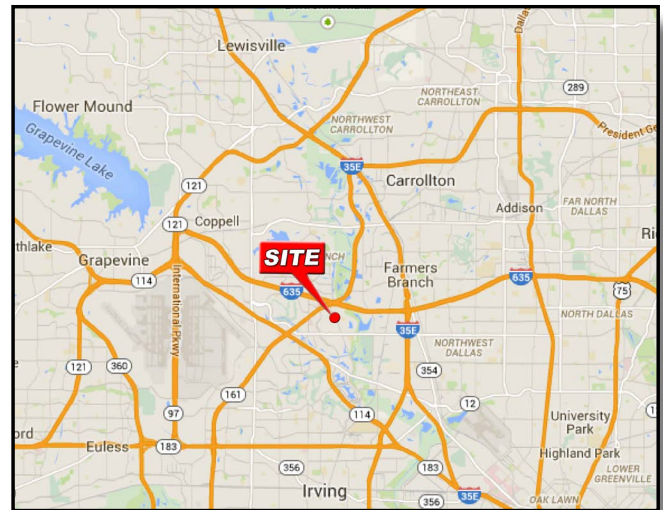 Dallas
Lewisville
289
NORTHEAST
CARROLLTON
Flower Mound
NORTHWEST
CARROLLTON
President Ge
Grapevine Lake
35E
Carrollton
121
Addison
FAR NORTH
DALLAS
121
Coppell
Ri
thlake
Grapevine
SITE
NCH
Farmers
Branch
114
International Pkwy
635
635
75
NORTH DALLAS
35E
NORTHWEST
DALLAS
121
360
354
161
12
97
114
University
Park
ord
Euless
183
Highland Park
356
183
LOWER
GREENVILLE
Irving
356
35E
OAK LAWN